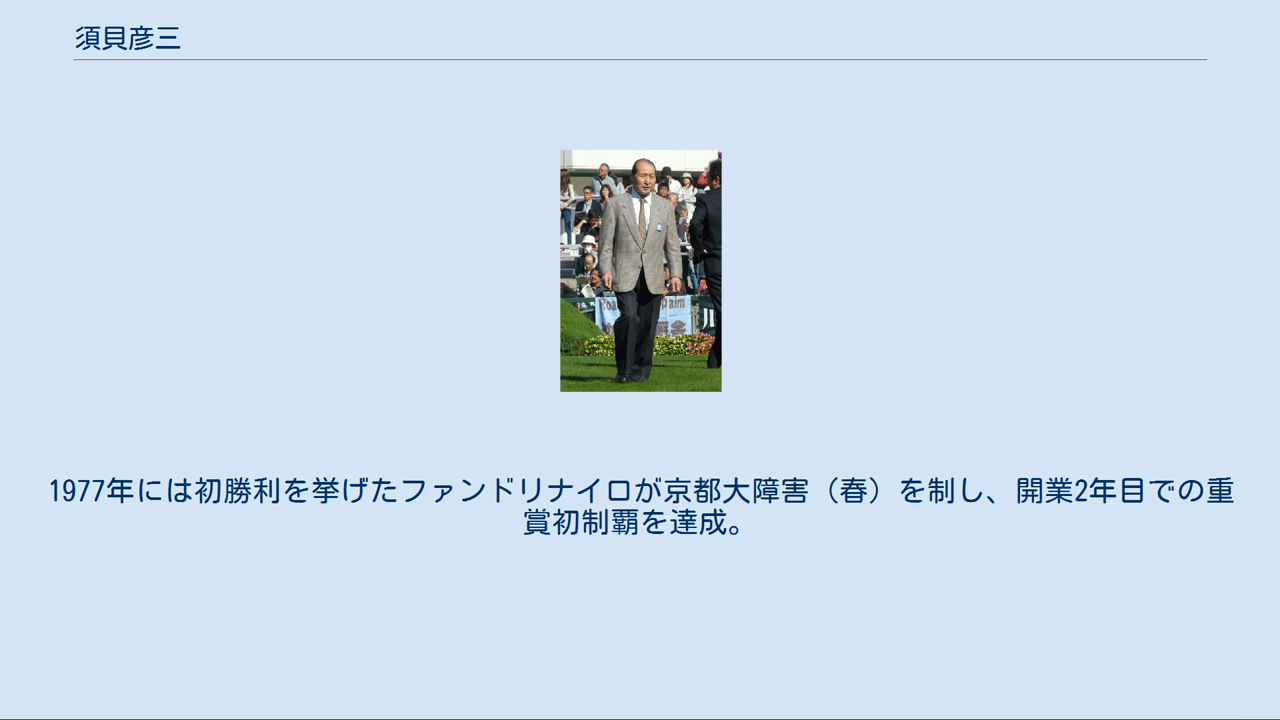 須貝彦三
Roa
palm
1977年には初勝利を挙げたファンドリナイロが京都大障害（春）を制し、開業2年目での重
賞初制覇を達成。